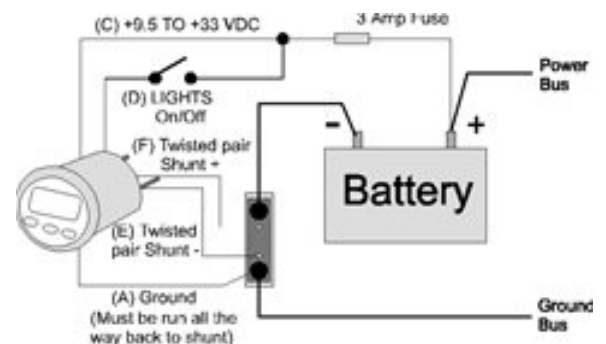 (C) +9.5 TO +33 VDC
3 Amp Fuse
Power
Bus
(D) LIGHTS
On/Off
- +
(F) Twisted pair
Shunt +
Battery
(E) Twisted
pair Shunt -
(A) Ground
(Must be run all the
way back to shunt)
Ground
Bus